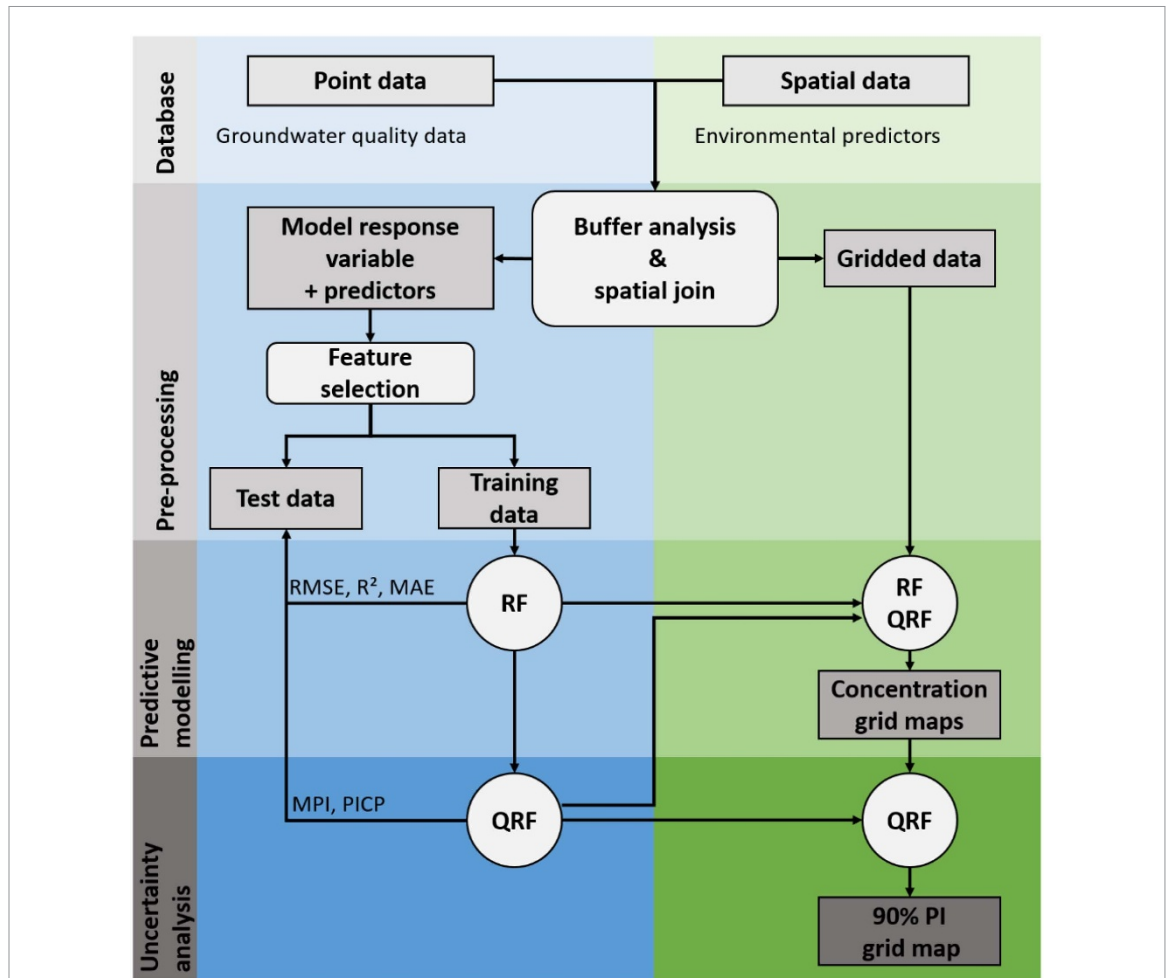 Database
Point data
Spatial data
Groundwater quality data
Environmental predictors
Pre-processing
Model response
variable
+ predictors
Buffer analysis
&
spatial join
Gridded data
Feature
selection
Test data
Training
data
Predictive
modelling
RMSE, R², MAE
RF
RF
QRF
Concentration
grid maps
Uncertainty
analysis
MPI, PICP
QRF
QRF
90% PI
grid map